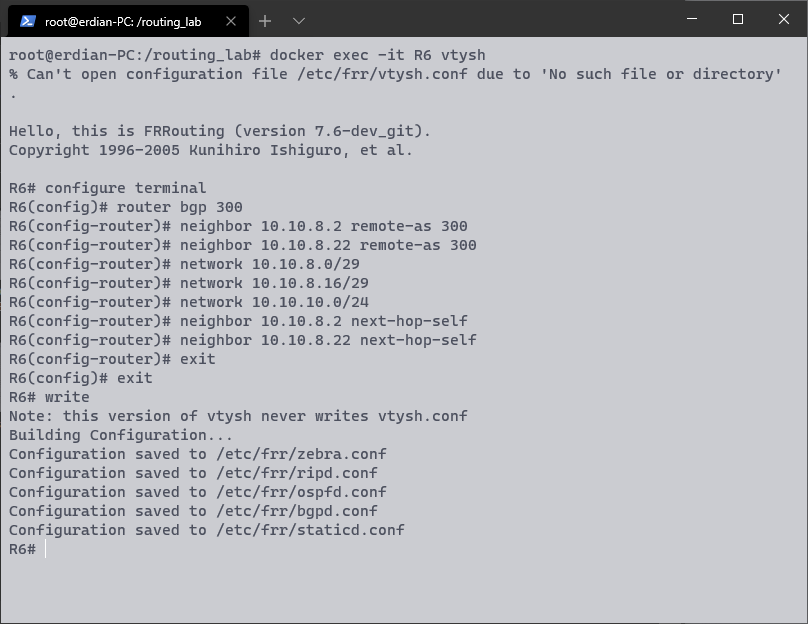 root@erdian-PC: /routing_lab
root@erdian-PC:/routing_lab# docker exec -it R6 vtysh
% Can't open configuration file /etc/frr/vtysh.conf due to 'No such file or directory'
.
Hello, this is FRRouting (version 7.6-dev_git).
Copyright 1996-2005 Kunihiro Ishiguro, et al.
R6# configure terminal
R6(config)# router bgp 300
R6(config-router)# neighbor 10.10.8.2 remote-as 300
R6(config-router)# neighbor 10.10.8.22 remote-as 300
R6(config-router)# network 10.10.8.0/29
R6(config-router)# network 10.10.8.16/29
R6(config-router)# network 10.10.10.0/24
R6(config-router)# neighbor 10.10.8.2 next-hop-self
R6(config-router)# neighbor 10.10.8.22 next-hop-self
R6(config-router)# exit
R6(config)# exit
R6# write
Note: this version of vtysh never writes vtysh.conf
Building Configuration...
Configuration saved to /etc/frr/zebra.conf
Configuration saved to /etc/frr/ripd.conf
Configuration saved to /etc/frr/ospfd.conf
Configuration saved to /etc/frr/bgpd.conf
Configuration saved to /etc/frr/staticd.conf
R6#